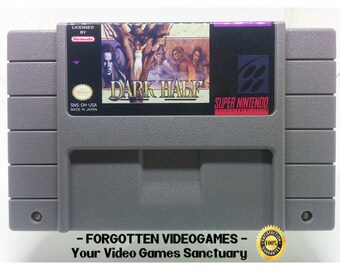 LICENSED
BY:
Nintendo
DARK HALF
SNS-DH-USA
MADE IN JAPAN
SUPER NINTENDO
- FORGOTTEN VIDEOGAMES -
Your Video Games Sanctuary
100%